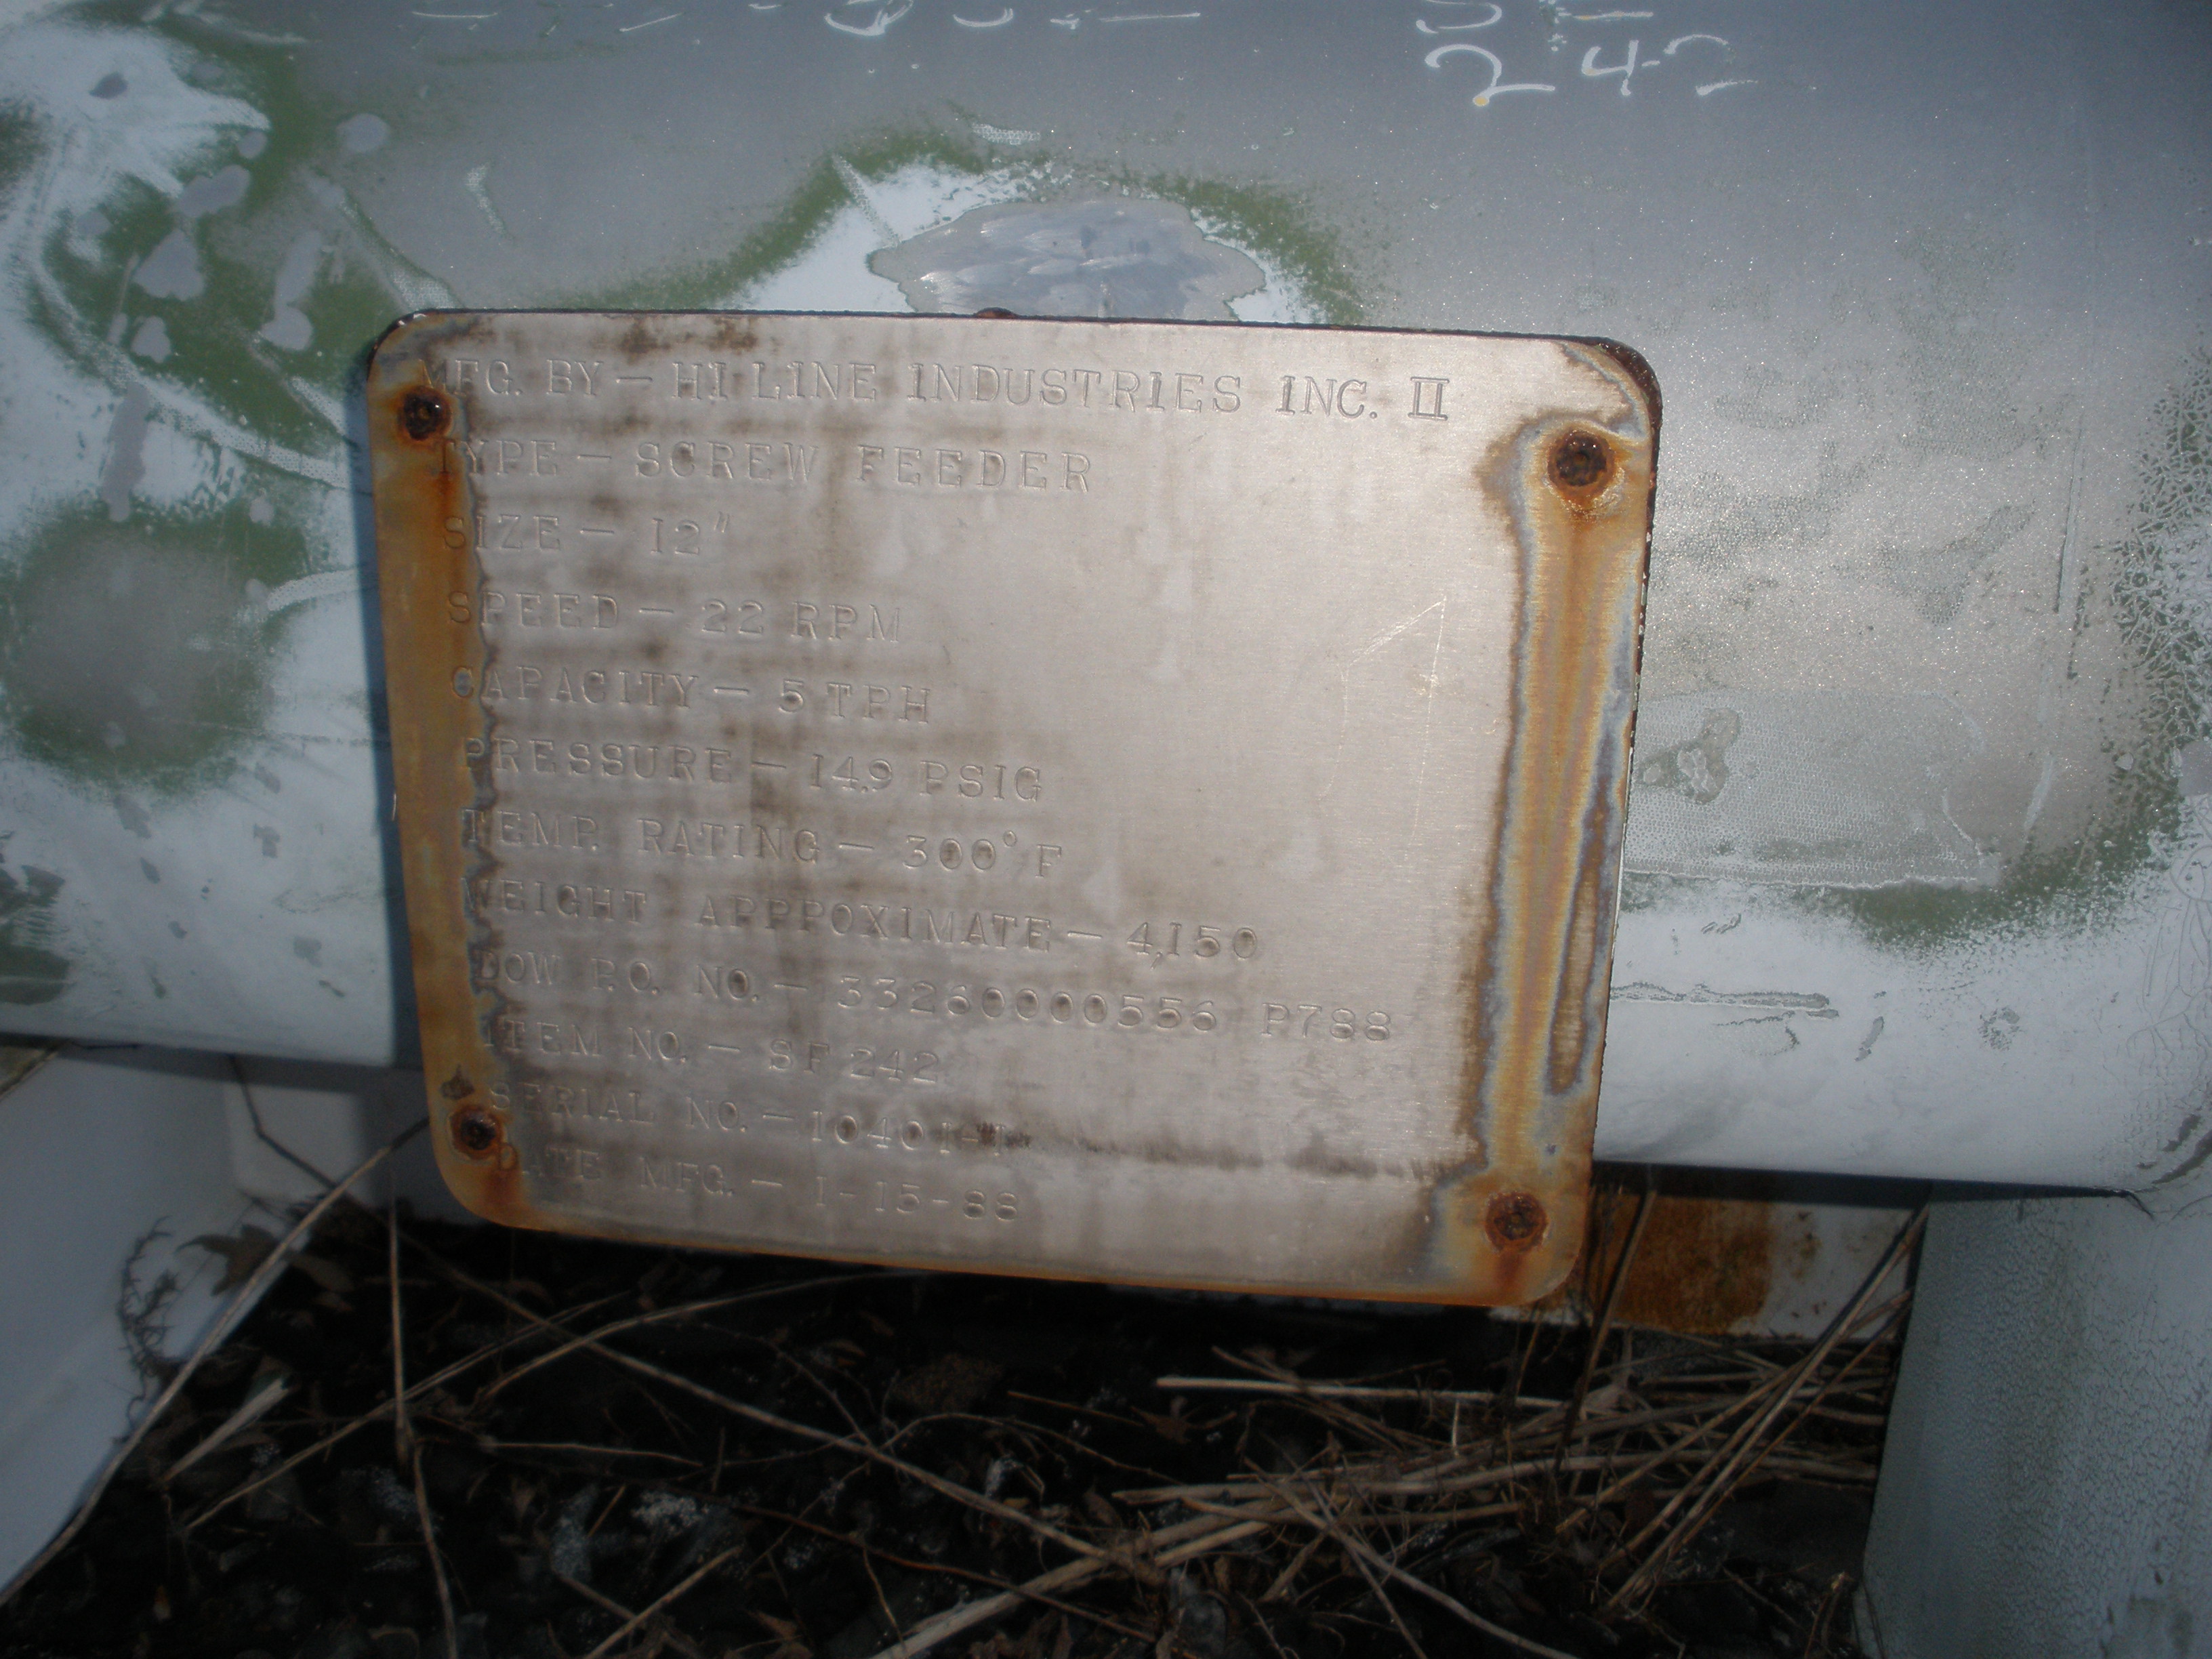 242
MFG. BY - HI LINE INDUSTRIES INC. II
TYPE - SCREW FEEDER
SIZE - 12"
SPEED - 22 RPM
CAPACITY - 5 TPH
PRESSURE - 14.9 PSIG
TEMP. RATING - 300° F
WEIGHT APPPOXIMATE - 4,150
DOW P.O. NO. - 33260000556 P788
ITEM NO. - SF 242
SERIAL NO. - 10401-1
DATE MFG. - 1-15-88